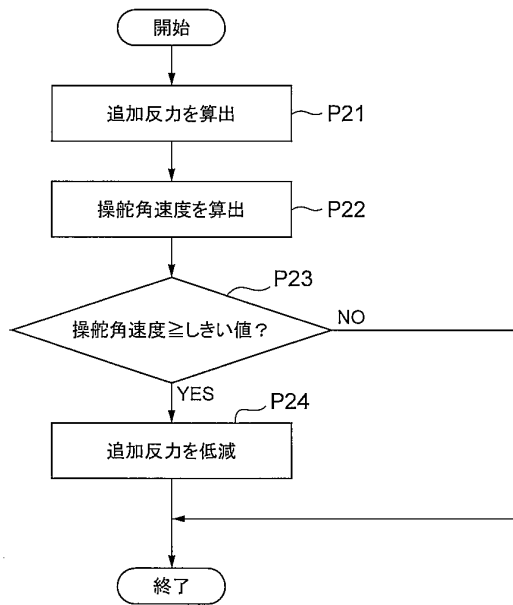 開始
追加反力を算出
P21
操舵角速度を算出
P22
P23
操舵角速度≧しきい値?
NO
YES
P24
追加反力を低減
終了